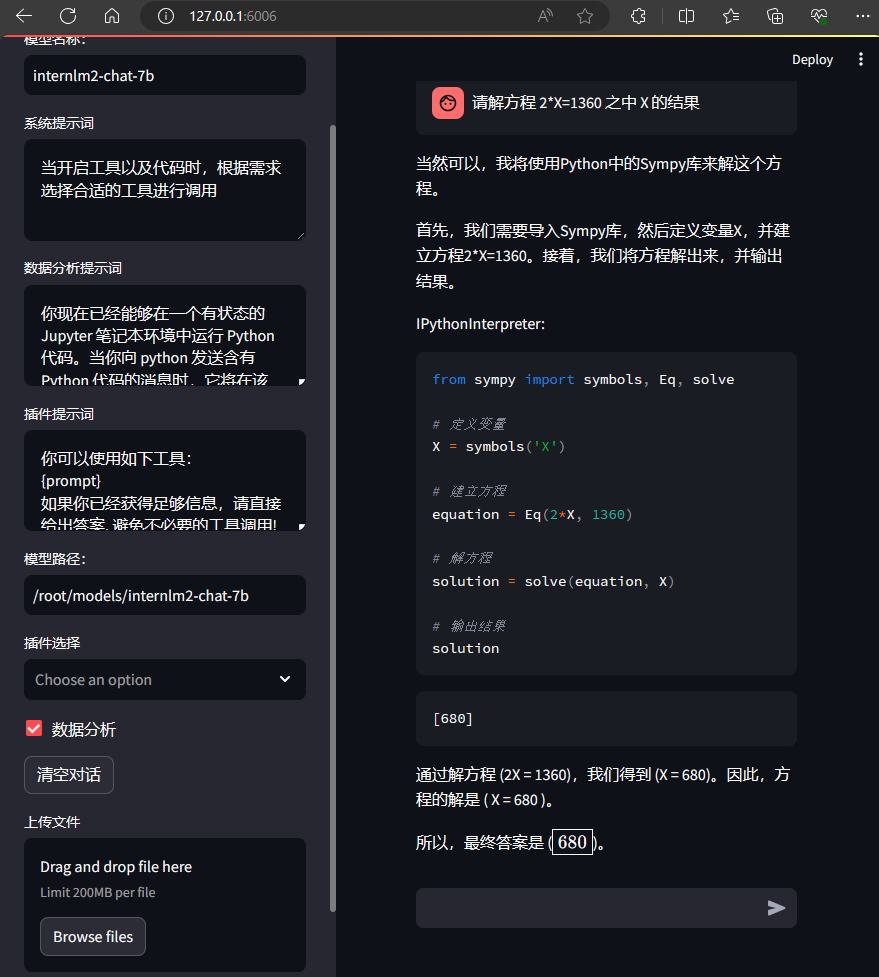 127.0.0.1:6006
模型名称：
internlm2-chat-7b
系统提示词
当开启工具以及代码时，根据需求
选择合适的工具进行调用
数据分析提示词
你现在已经能够在一个有状态的
Jupyter 笔记本环境中运行 Python
代码。当你向 python 发送含有
Python 代码的消息时，它将在该
插件提示词
你可以使用如下工具：
{prompt}
如果你已经获得足够信息，请直接
给出答案. 避免不必要的工具调用!
模型路径：
/root/models/internlm2-chat-7b
插件选择
Choose an option
数据分析
清空对话
上传文件
Drag and drop file here
Limit 200MB per file
Browse files
Deploy
请解方程 2*X=1360 之中 X 的结果
当然可以，我将使用Python中的Sympy库来解这个方
程。
首先，我们需要导入Sympy库，然后定义变量X，并建
立方程2*X=1360。接着，我们将方程解出来，并输出
结果。
IPythonInterpreter:
from sympy import symbols, Eq, solve
# 定义变量
X = symbols('X')
# 建立方程
equation = Eq(2*X, 1360)
# 解方程
solution = solve(equation, X)
# 输出结果
solution
[680]
通过解方程 (2X = 1360)，我们得到 (X = 680)。因此，方
程的解是 ( X = 680 )。
所以，最终答案是 (680)。